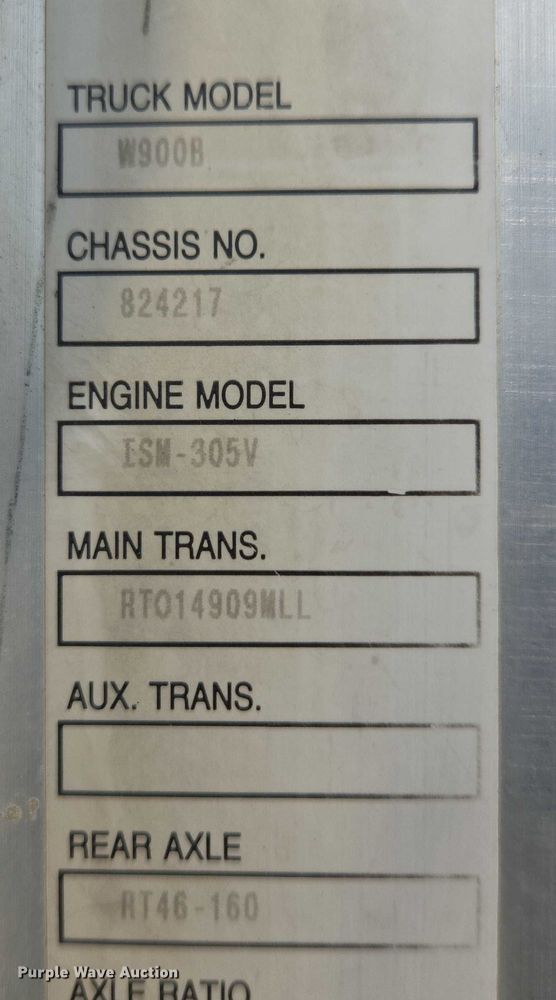 TRUCK MODEL
W900B
CHASSIS NO.
824217
ENGINE MODEL
ISM-305V
MAIN TRANS.
RTO14909MLL
AUX. TRANS.
REAR AXLE
RT46-160
Purple Wave Auction
AXLE RATIO